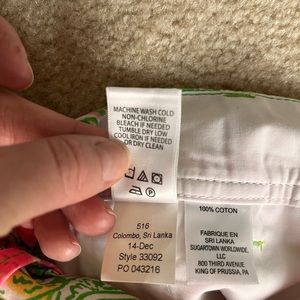 MACHINE WASH COLD
NON-CHLORINE
BLEACH IF NEEDED
TUMBLE DRY LOW
COOL IRON IF NEEDED
OR DRY CLEAN
516
Colombo, Sri Lanka
14-Dec
Style 33092
PO 043216
100% COTON
FABRIQUE EN
SRI LANKA
SUGARTOWN WORLDWIDE,
LLC
800 THIRD AVENUE
KING OF PRUSSIA, PA